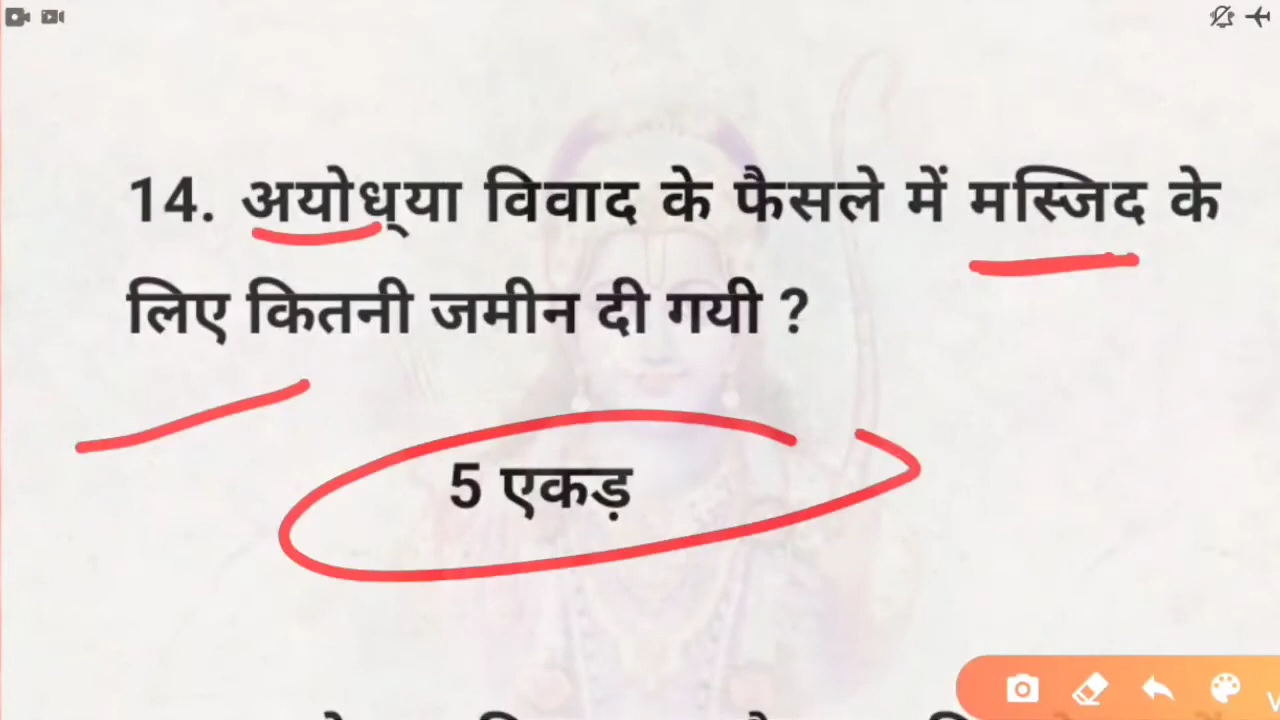 14. अयोध्या विवाद के फैसले में मस्जिद के
लिए कितनी जमीन दी गयी ?
5 एकड़